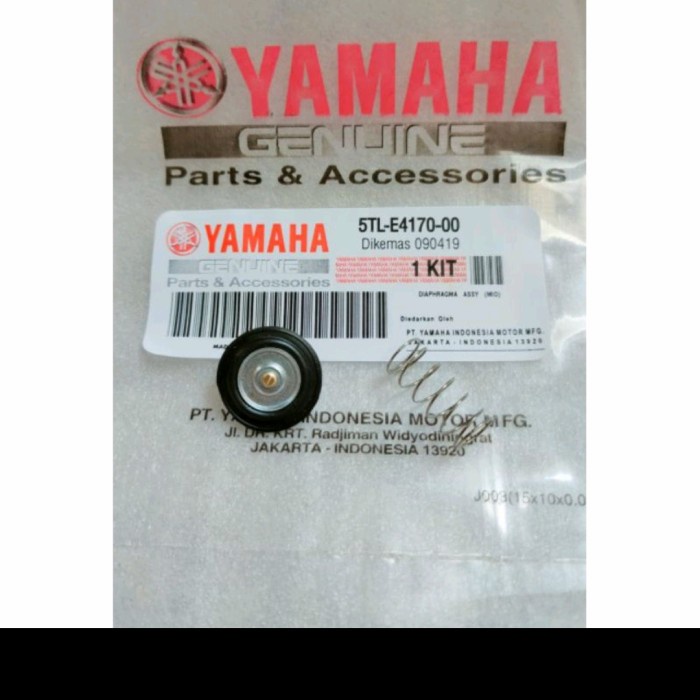 YAMAHA
GENUINE
Parts & Accessories
YAMAHA
GENUINE
Parts & Accessories
5TL-E4170-00
Dikemas 090419
1 KIT
DIAPHRAGMA ASSY (MIO)
Diedarkan Oleh
PT. YAMAHA INDONESIA MOTOR MFG.
JAKARTA - INDONESIA 13920
PT. INDONESIA MOTOR MFG.
Jl. DR. KRT. Radjiman Widyodiningrat
JAKARTA - INDONESIA 13920